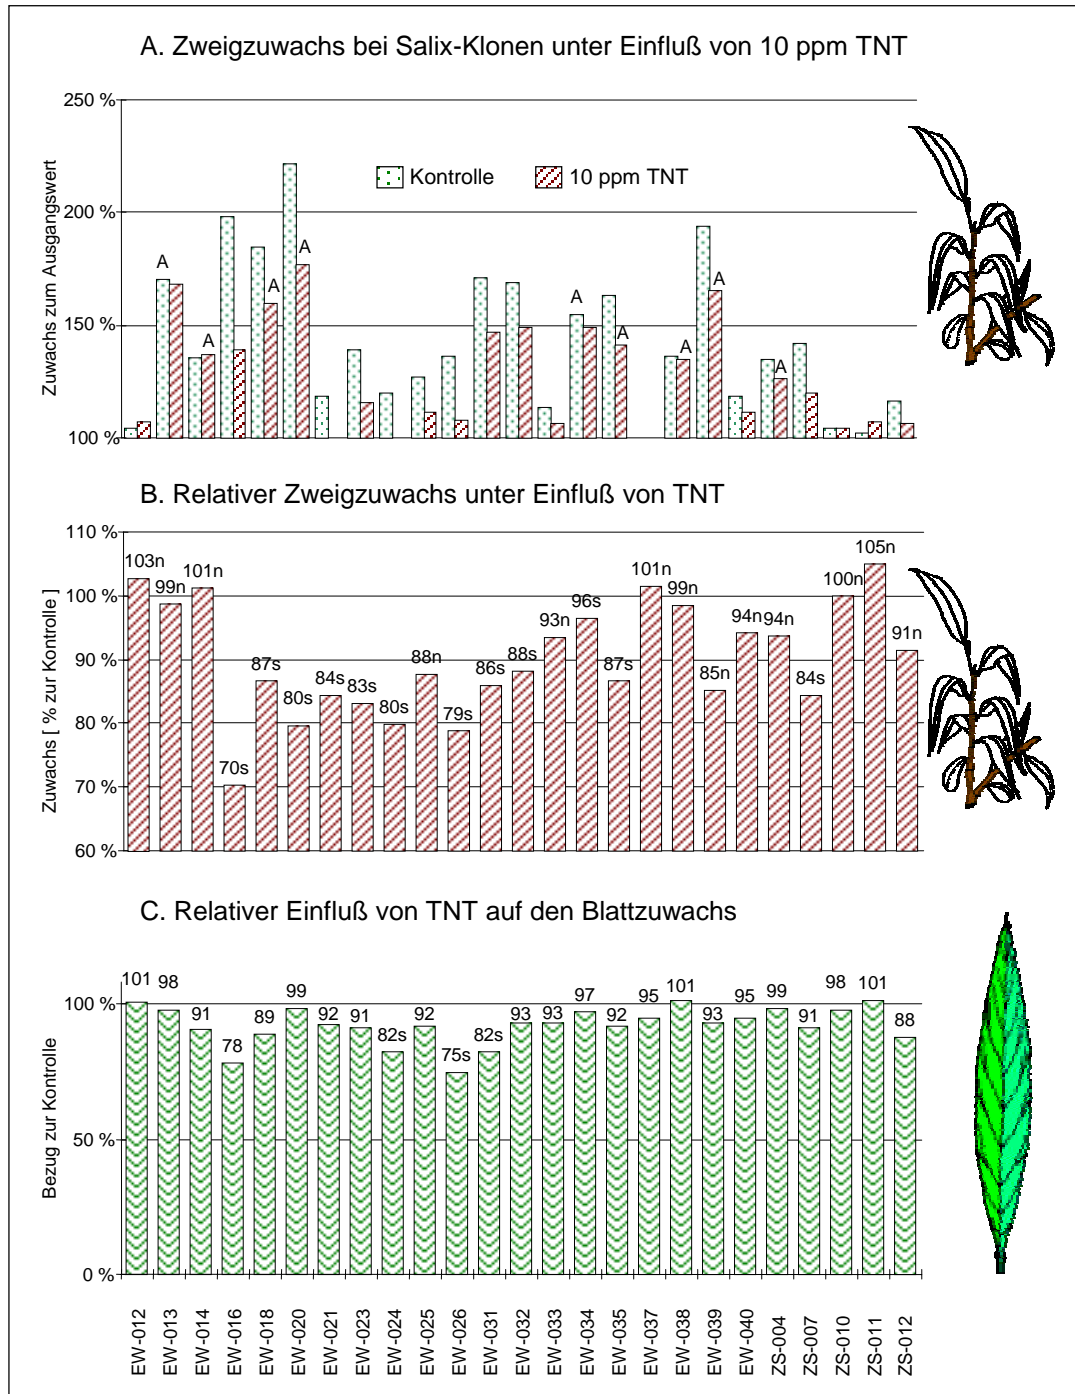 A. Zweigzuwachs bei Salix-Klonen unter Einfluß von 10 ppm TNT
Zuwachs zum Ausgangswert
250 %
200 %
150 %
100 %
Kontrolle
10 ppm TNT
A
A
A
A
A
A
A
A
A
B. Relativer Zweigzuwachs unter Einfluß von TNT
Zuwachs [ % zur Kontrolle ]
110 %
100 %
90 %
80 %
70 %
60 %
103n
99n
101n
70s
87s
80s
84s
83s
80s
88n
79s
86s
88s
93n
96s
87s
101n
99n
85n
94n
94n
84s
100n
105n
91n
C. Relativer Einfluß von TNT auf den Blattzuwachs
Bezug zur Kontrolle
100 %
50 %
0 %
101
98
91
78
89
99
92
91
82s
92
75s
82s
93
93
97
92
95
101
93
95
99
91
98
101
88
EW-012
EW-013
EW-014
EW-016
EW-018
EW-020
EW-021
EW-023
EW-024
EW-025
EW-026
EW-031
EW-032
EW-033
EW-034
EW-035
EW-037
EW-038
EW-039
EW-040
ZS-004
ZS-007
ZS-010
ZS-011
ZS-012